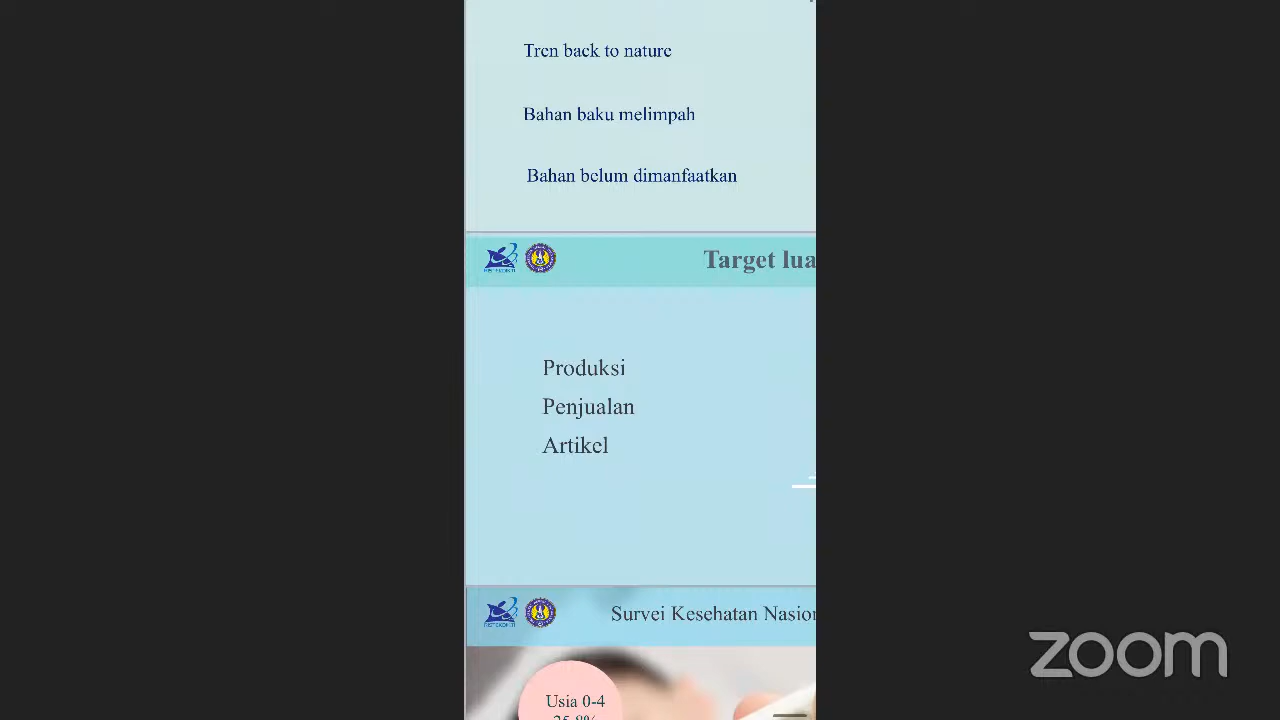 Tren back to nature
Bahan baku melimpah
Bahan belum dimanfaatkan
Target lua
Produksi
Penjualan
Artikel
Survei Kesehatan Nasion
Usia 0-4
zoom